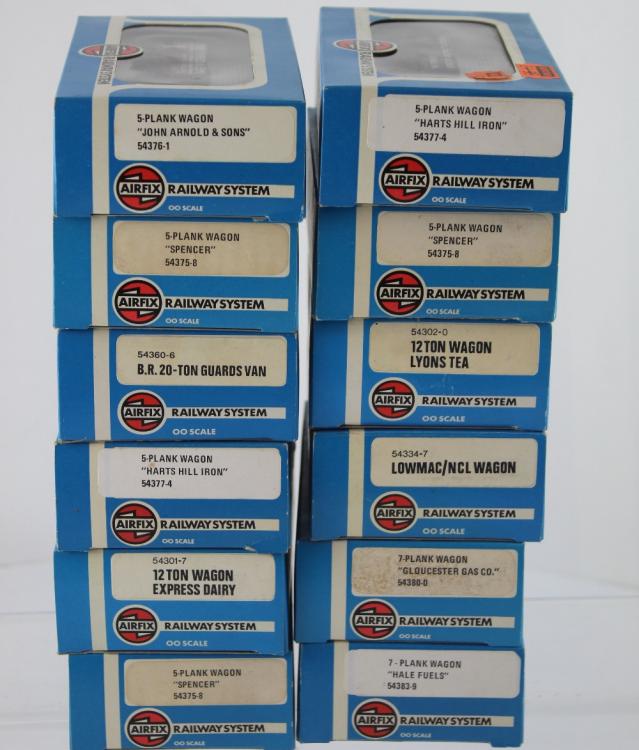 5-PLANK WAGON
"JOHN ARNOLD & SONS"
54376-1
AIRFIX RAILWAY SYSTEM
OO SCALE
5-PLANK WAGON
"SPENCER"
54375-8
AIRFIX RAILWAY SYSTEM
OO SCALE
54360-6
B.R. 20-TON GUARDS VAN
AIRFIX RAILWAY SYSTEM
OO SCALE
5-PLANK WAGON
"HARTS HILL IRON"
54377-4
AIRFIX RAILWAY SYSTEM
OO SCALE
54301-7
12 TON WAGON
EXPRESS DAIRY
AIRFIX RAILWAY SYSTEM
OO SCALE
5-PLANK WAGON
"SPENCER"
54375-8
AIRFIX RAILWAY SYSTEM
OO SCALE
5-PLANK WAGON
"HARTS HILL IRON"
54377-4
AIRFIX RAILWAY SYSTEM
OO SCALE
5-PLANK WAGON
"SPENCER"
54375-8
AIRFIX RAILWAY SYSTEM
OO SCALE
54302-0
12 TON WAGON
LYONS TEA
AIRFIX RAILWAY SYSTEM
OO SCALE
54334-7
LOWMAC/NCL WAGON
AIRFIX RAILWAY SYSTEM
OO SCALE
7-PLANK WAGON
"GLOUCESTER GAS CO."
54380-0
AIRFIX RAILWAY SYSTEM
OO SCALE
7-PLANK WAGON
"HALE FUELS"
54383-9
AIRFIX RAILWAY SYSTEM
OO SCALE